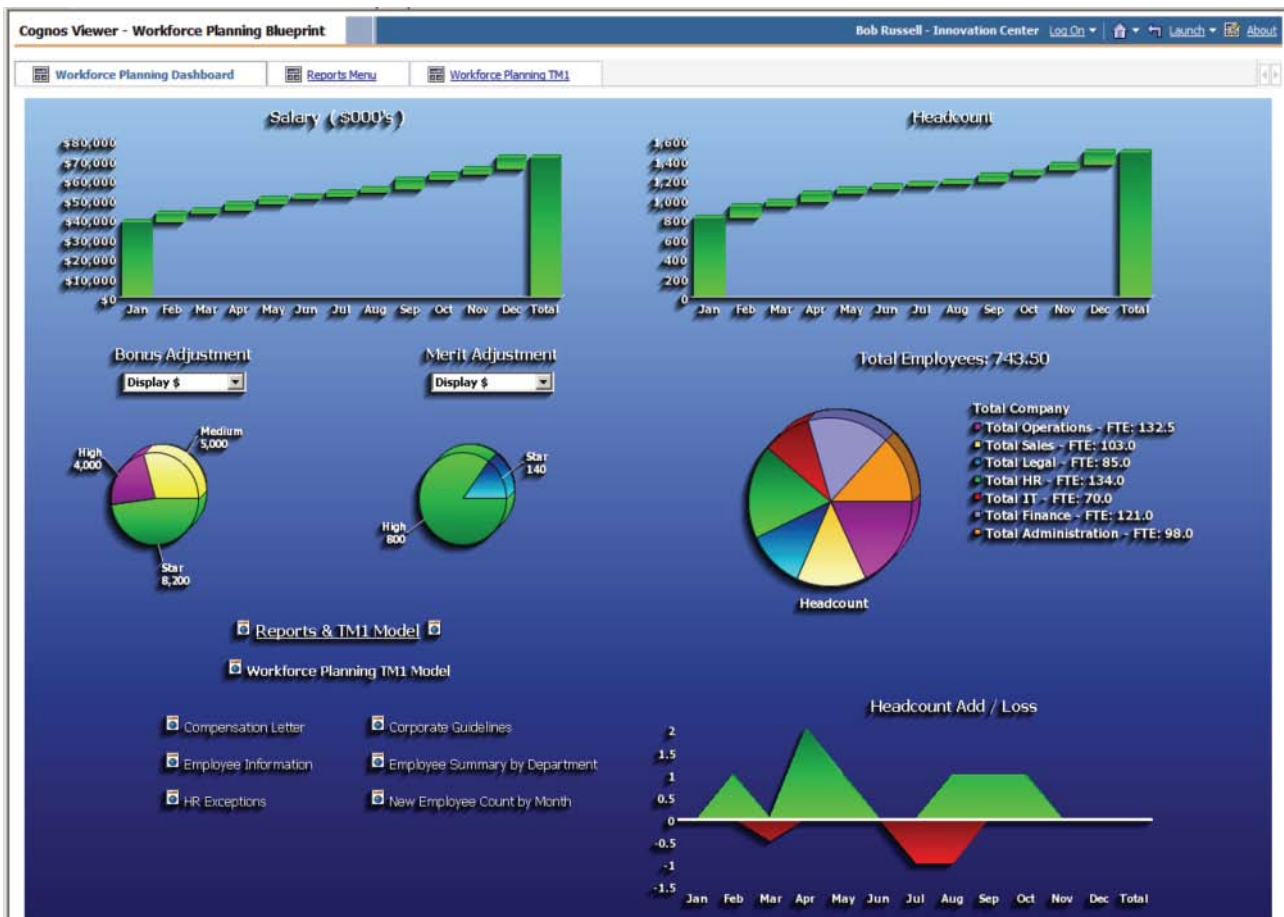 Cognos Viewer - Workforce Planning Blueprint
Bob Russell - Innovation Center Log On Launch About
Workforce Planning Dashboard Reports Menu Workforce Planning TM1
Salary ($000's)
$80,000
$70,000
$60,000
$50,000
$40,000
$30,000
$20,000
$10,000
$0
Jan Feb Mar Apr May Jun Jul Aug Sep Oct Nov Dec Total
Headcount
1,600
1,400
1,200
1,000
800
600
400
200
0
Jan Feb Mar Apr May Jun Jul Aug Sep Oct Nov Dec Total
Bonus Adjustment
Display $
High
4,000
Medium
5,000
Star
8,200
Merit Adjustment
Display $
Star
140
High
800
Total Employees: 743.50
Headcount
Total Company
Total Operations - FTE: 132.5
Total Sales - FTE: 103.0
Total Legal - FTE: 85.0
Total HR - FTE: 134.0
Total IT - FTE: 70.0
Total Finance - FTE: 121.0
Total Administration - FTE: 98.0
Reports & TM1 Model
Workforce Planning TM1 Model
Compensation Letter
Corporate Guidelines
Employee Information
Employee Summary by Department
HR Exceptions
New Employee Count by Month
Headcount Add / Loss
2
1.5
1
0.5
0
-0.5
-1
-1.5
Jan Feb Mar Apr May Jun Jul Aug Sep Oct Nov Dec Total